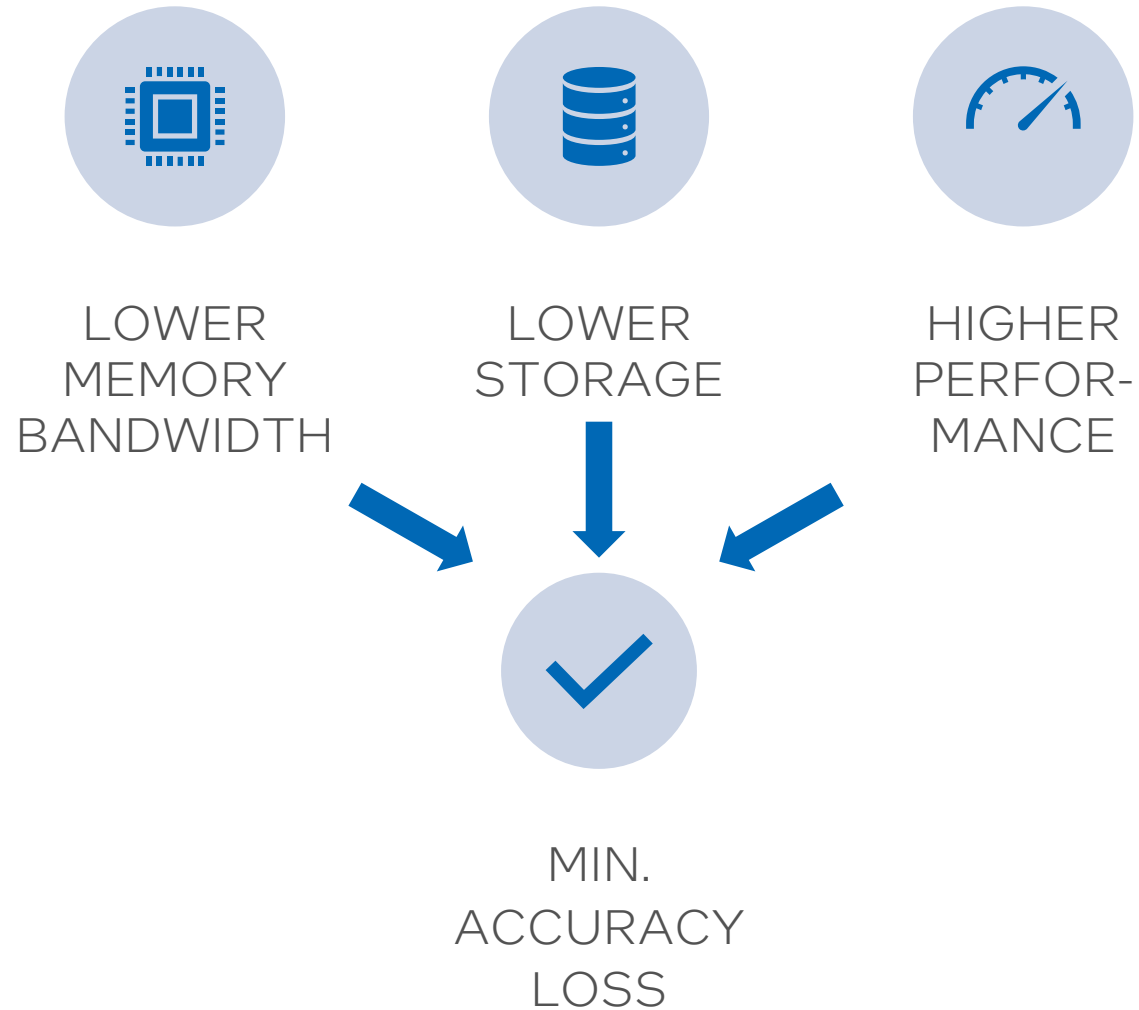 LOWER
MEMORY
BANDWIDTH
LOWER
STORAGE
HIGHER
PERFOR-
MANCE
MIN.
ACCURACY
LOSS